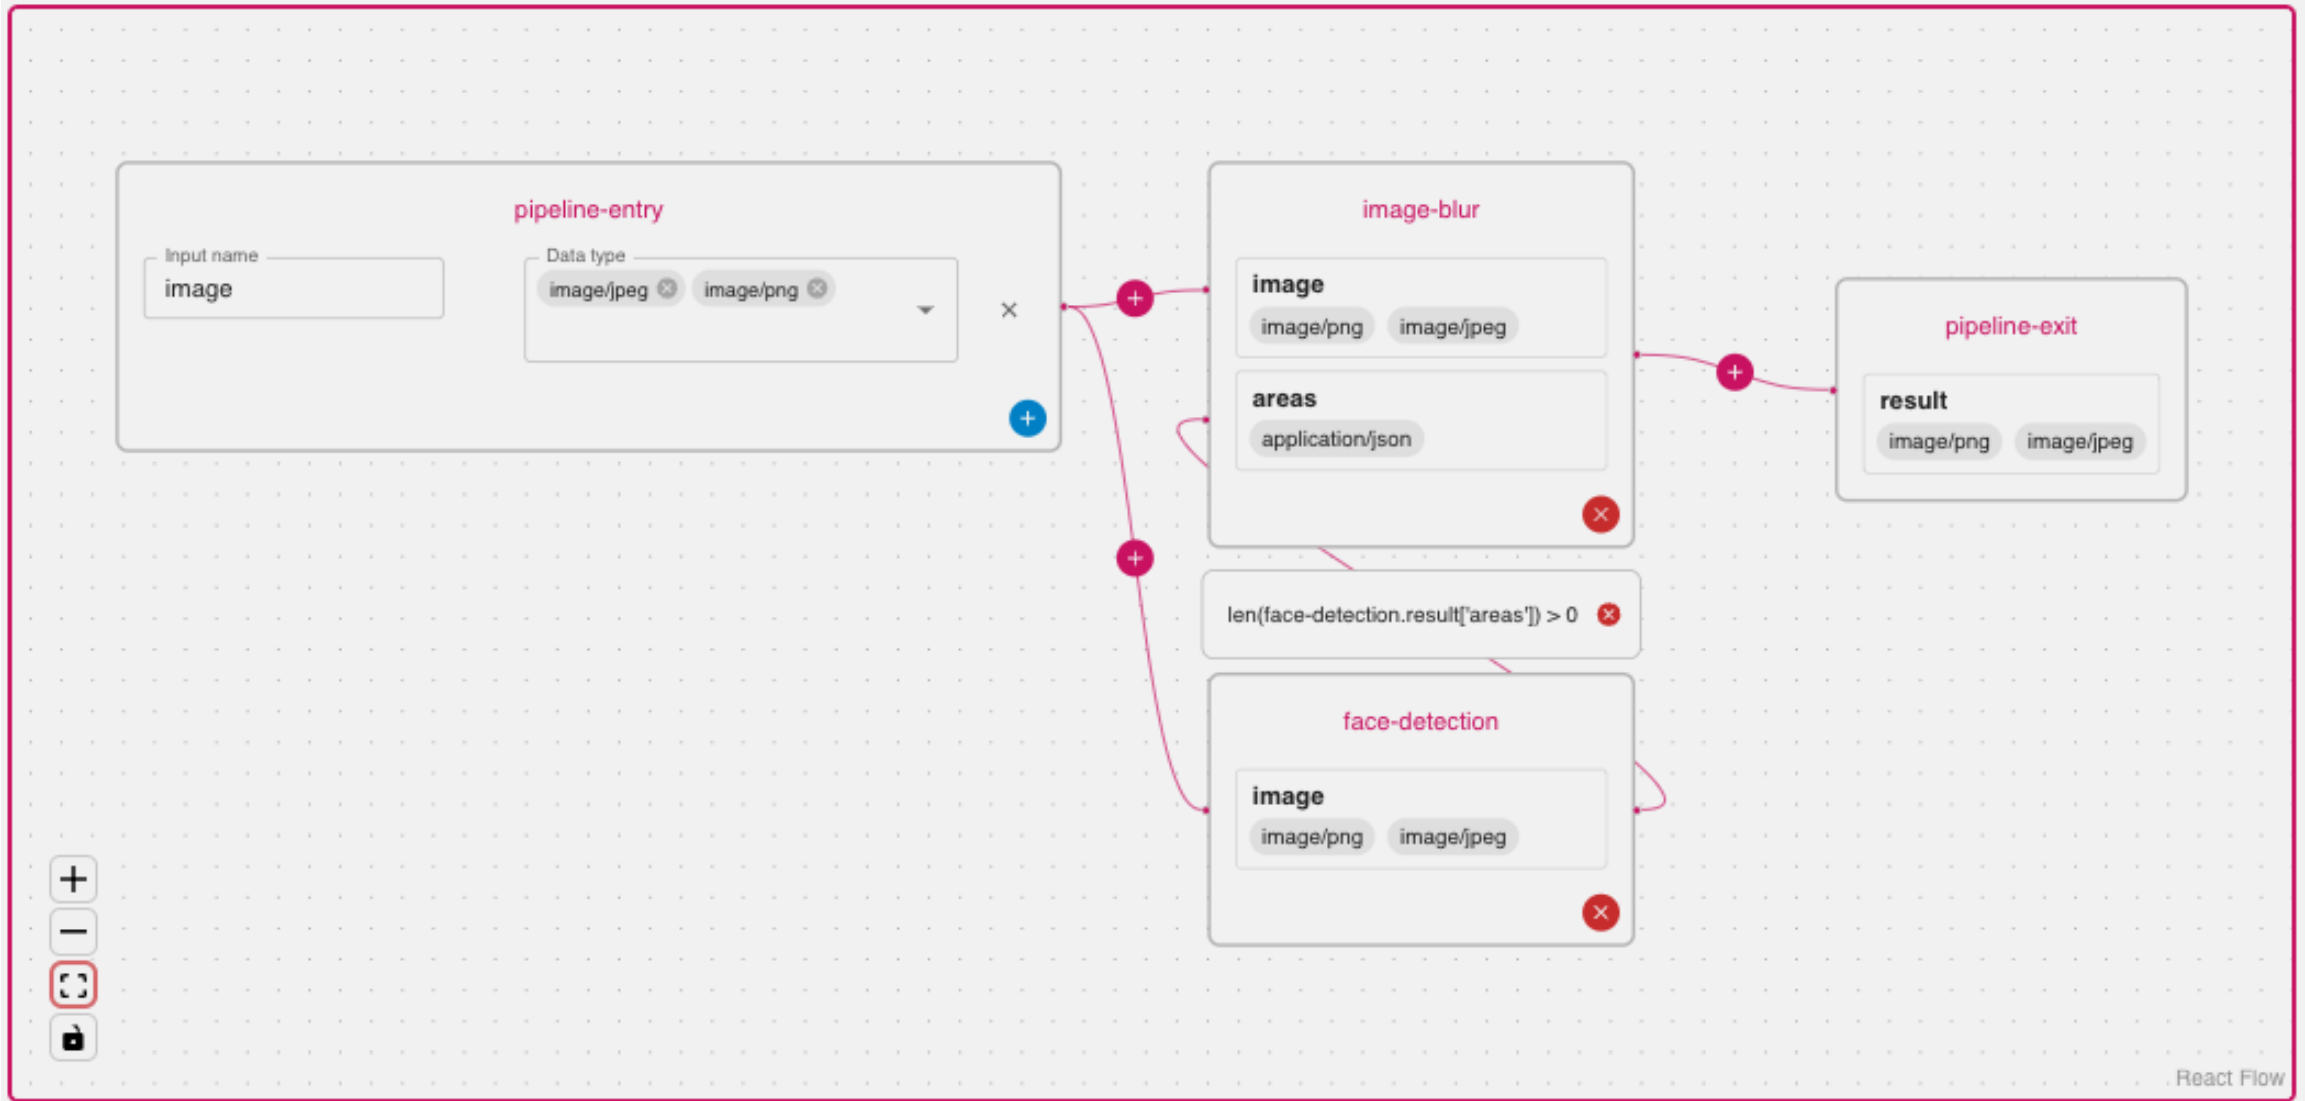 pipeline-entry
Input name
image
Data type
image/jpeg image/png
image-blur
image
image/png image/jpeg
areas
application/json
pipeline-exit
result
image/png image/jpeg
len(face-detection.result['areas']) > 0
face-detection
image
image/png image/jpeg
React Flow